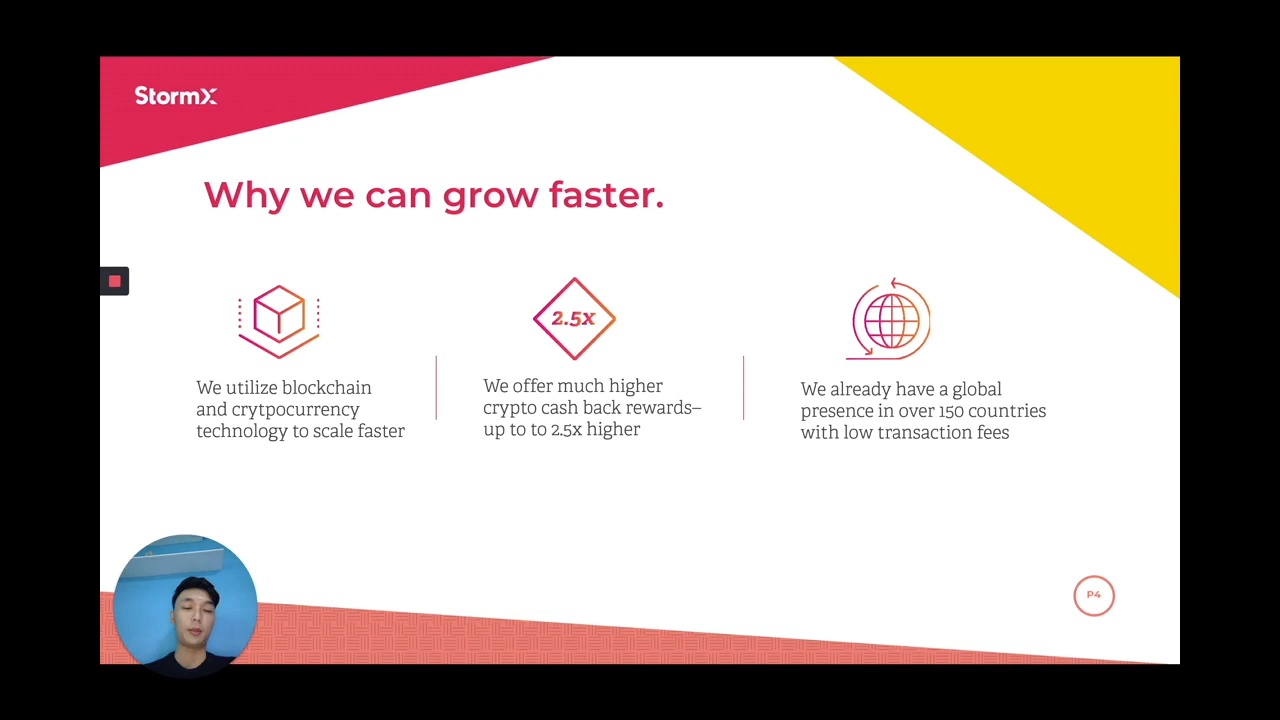 StormX
Why we can grow faster.
2.5x
We utilize blockchain
and crytpocurrency
technology to scale faster
We offer much higher
crypto cash back rewards–
up to to 2.5x higher
We already have a global
presence in over 150 countries
with low transaction fees
P4